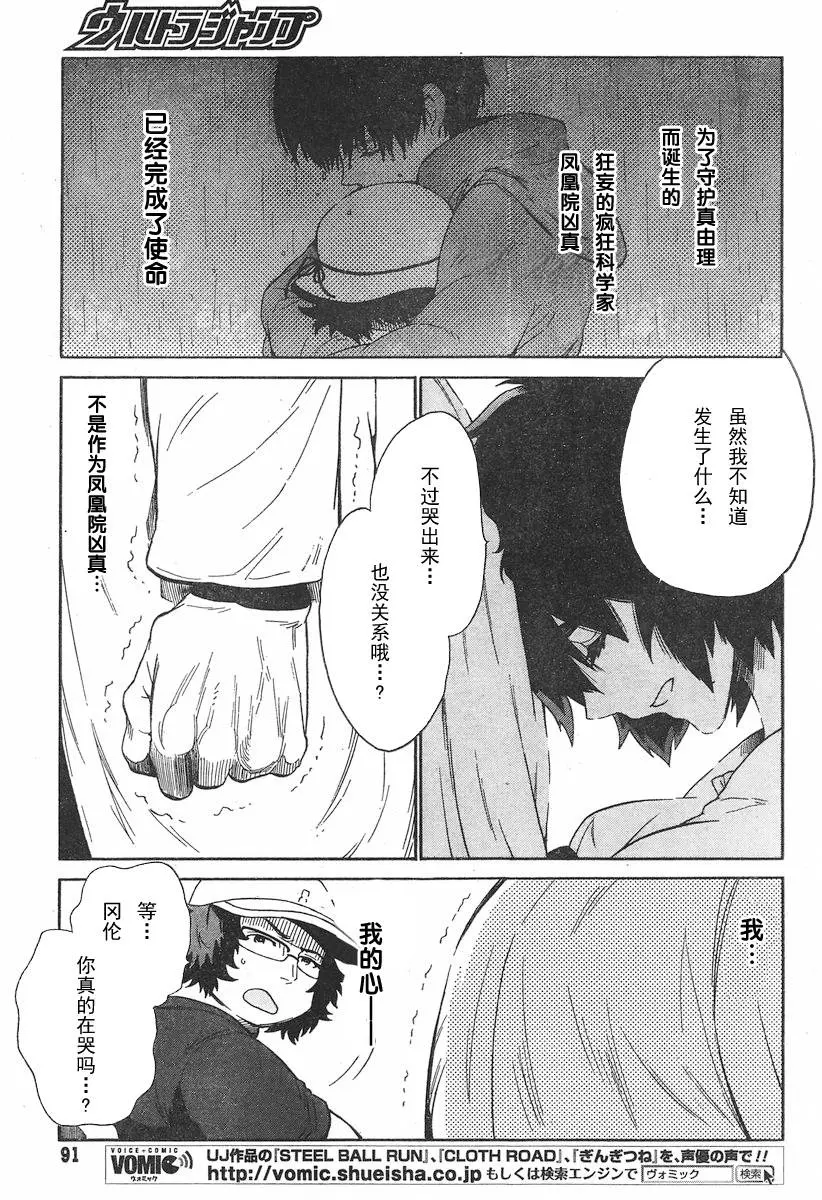 ウルトラジャンプ
为了守护真由理
而诞生的
狂妄的疯狂科学家
凤凰院凶真
已经完成了使命
虽然我不知道
发生了什么…
不过哭出来…
也没关系哦…？
不是作为凤凰院凶真…
我…
我的心——
等…
冈伦
你真的在哭吗…？
91
VOICE+COMIC
VOMIC
ヴォミック
UJ作品の『STEEL BALL RUN』、『CLOTH ROAD』、『ぎんぎつね』を、声優の声で!!
http://vomic.shueisha.co.jp もしくは検索エンジンで ヴォミック 検索